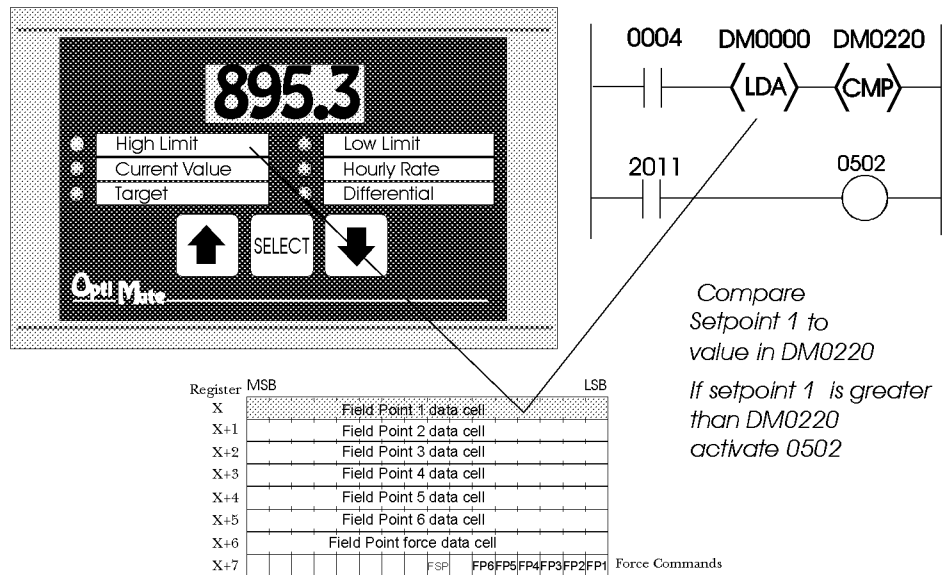 895.3
High Limit
Low Limit
Current Value
Hourly Rate
Target
Differential
SELECT
Opti Mate
0004 DM0000 DM0220
LDA CMP
2011 0502
Compare
Setpoint 1 to
value in DM0220
If setpoint 1 is greater
than DM0220
activate 0502
Register MSB LSB
X Field Point 1 data cell
X+1 Field Point 2 data cell
X+2 Field Point 3 data cell
X+3 Field Point 4 data cell
X+4 Field Point 5 data cell
X+5 Field Point 6 data cell
X+6 Field Point force data cell
X+7 FSP FP6 FP5 FP4 FP3 FP2 FP1 Force Commands